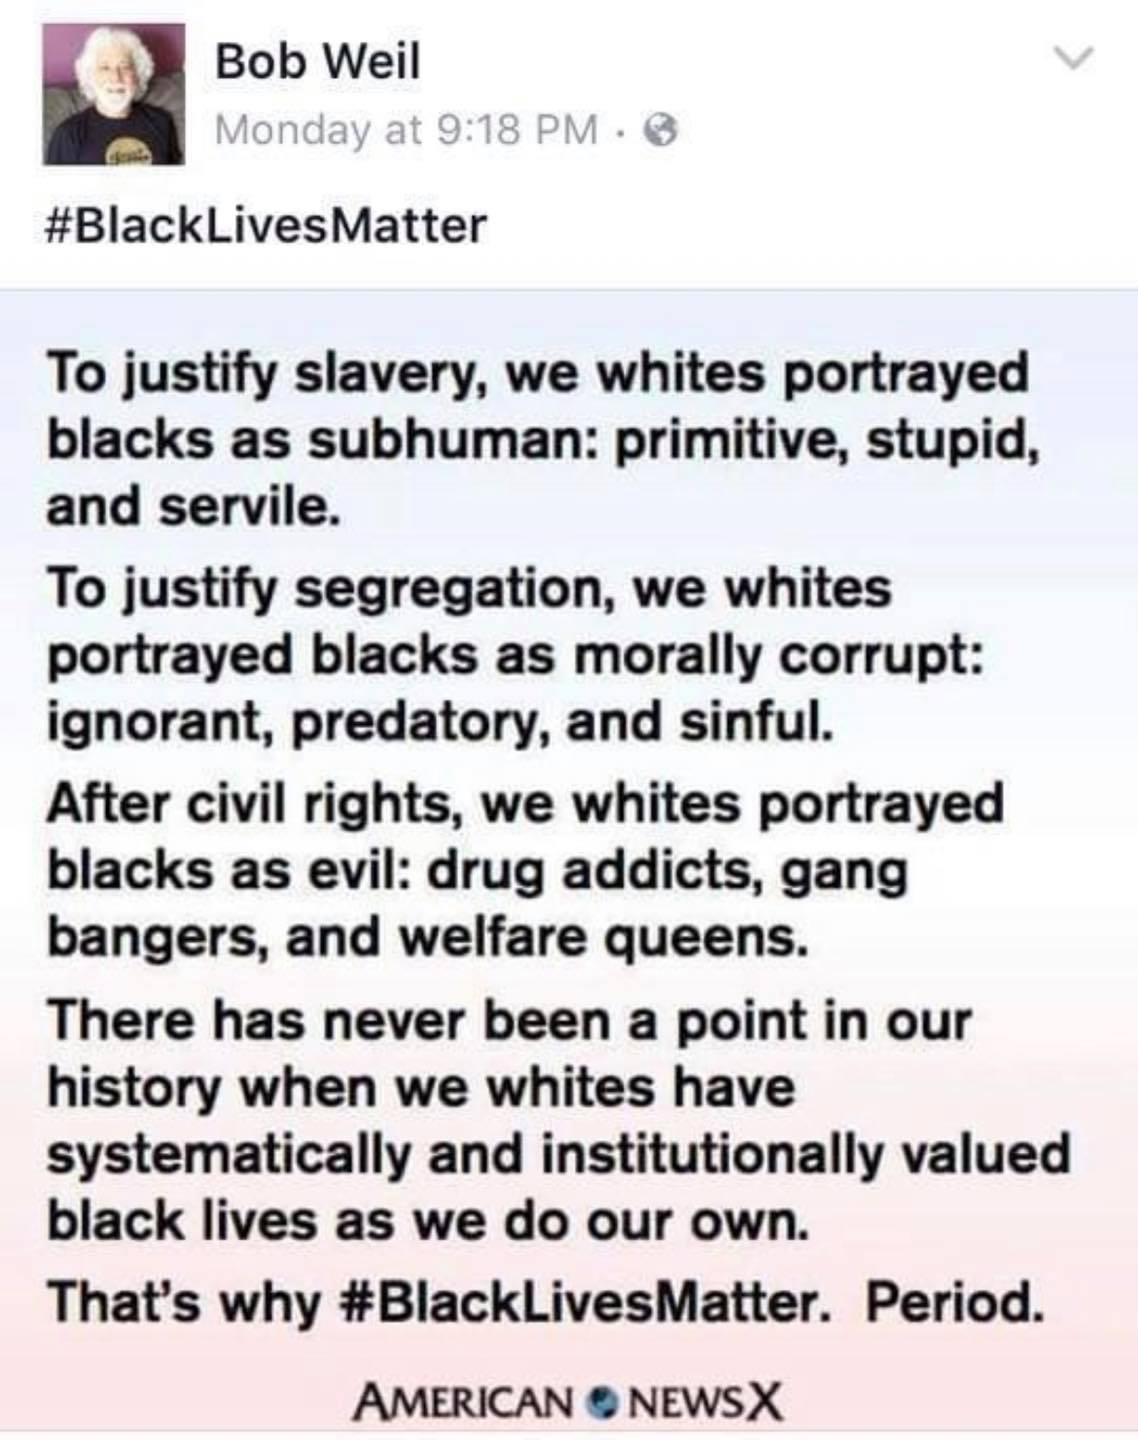 Bob Weil
Monday at 9:18 PM ·
#BlackLivesMatter
To justify slavery, we whites portrayed
blacks as subhuman: primitive, stupid,
and servile.
To justify segregation, we whites
portrayed blacks as morally corrupt:
ignorant, predatory, and sinful.
After civil rights, we whites portrayed
blacks as evil: drug addicts, gang
bangers, and welfare queens.
There has never been a point in our
history when we whites have
systematically and institutionally valued
black lives as we do our own.
That's why #BlackLivesMatter. Period.
AMERICAN NEWSX